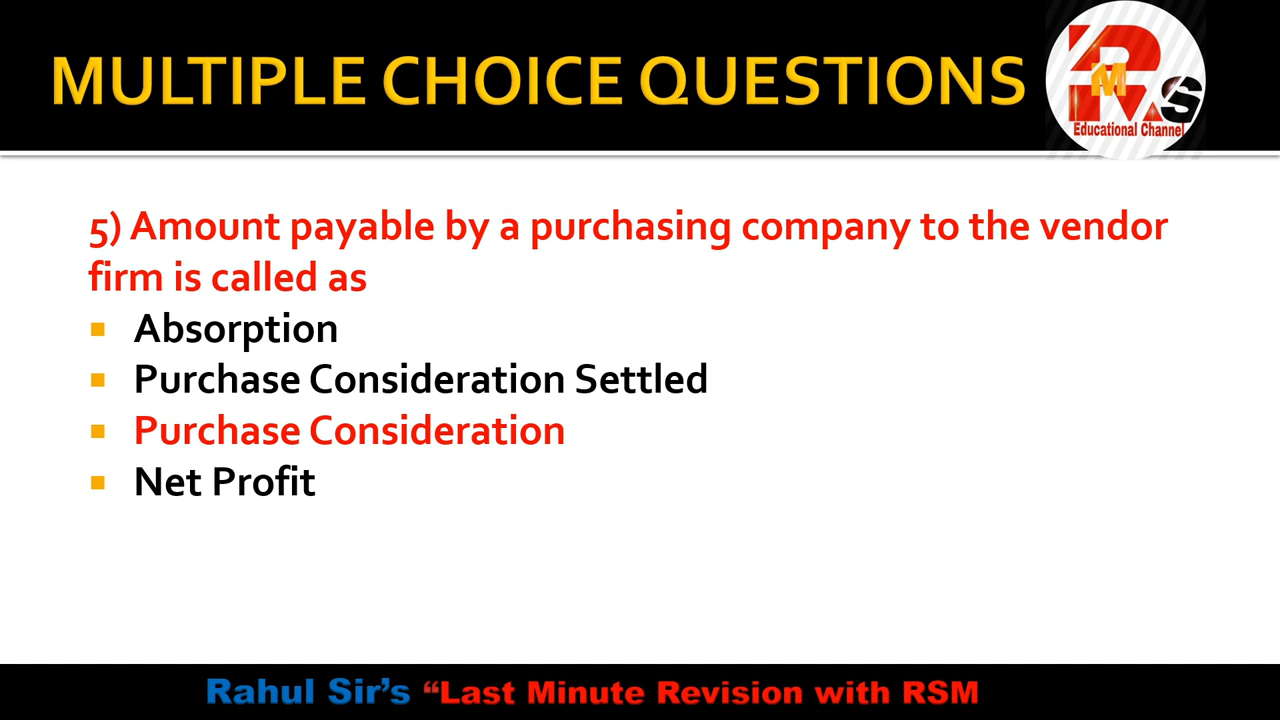 MULTIPLE CHOICE QUESTIONS
RMS
Educational Channel
5) Amount payable by a purchasing company to the vendor
firm is called as
Absorption
Purchase Consideration Settled
Purchase Consideration
Net Profit
Rahul Sir’s “Last Minute Revision with RSM